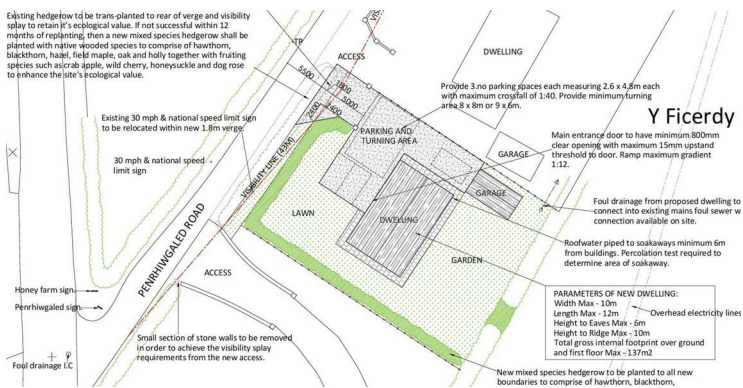 Existing hedgerow to be trans-planted to rear of verge and visibility
splay to retain it's ecological value. If not successful within 12
months of replanting, then a new mixed species hedgerow shall be
planted with native wooded species to comprise of hawthorn,
blackthorn, hazel, field maple, oak and holly together with fruiting
species such as crab apple, wild cherry, honeysuckle and dog rose
to enhance the site's ecological value.
TP
ACCESS
DWELLING
5500
1800
5000
2400
2400
Provide 3.no parking spaces each measuring 2.6 x 4.8m each
with maximum crossfall of 1:40. Provide minimum turning
area 8 x 8m or 9 x 6m.
Y Ficerdy
Existing 30 mph & national speed limit sign
to be relocated within new 1.8m verge.
PARKING AND
TURNING AREA
Main entrance door to have minimum 800mm
clear opening with maximum 15mm upstand
threshold to door. Ramp maximum gradient
1:12.
30 mph & national speed
limit sign
VISIBILITY LINE (43M)
GARAGE
GARAGE
Foul drainage from proposed dwelling to
connect into existing mains foul sewer w
connection available on site.
LAWN
DWELLING
PENRHIWGALED ROAD
Roofwater piped to soakaways minimum 6m
from buildings. Percolation test required to
determine area of soakaway.
GARDEN
ACCESS
Honey farm sign
Penrhiwgaled sign
PARAMETERS OF NEW DWELLING:
Width Max - 10m
Length Max - 12m
Height to Eaves Max - 6m
Height to Ridge Max - 10m
Total gross internal footprint over ground
and first floor Max - 137m2
Overhead electricity lines
Small section of stone walls to be removed
in order to achieve the visibility splay
requirements from the new access.
Foul drainage I.C
New mixed species hedgerow to be planted to all new
boundaries to comprise of hawthorn, blackthorn,